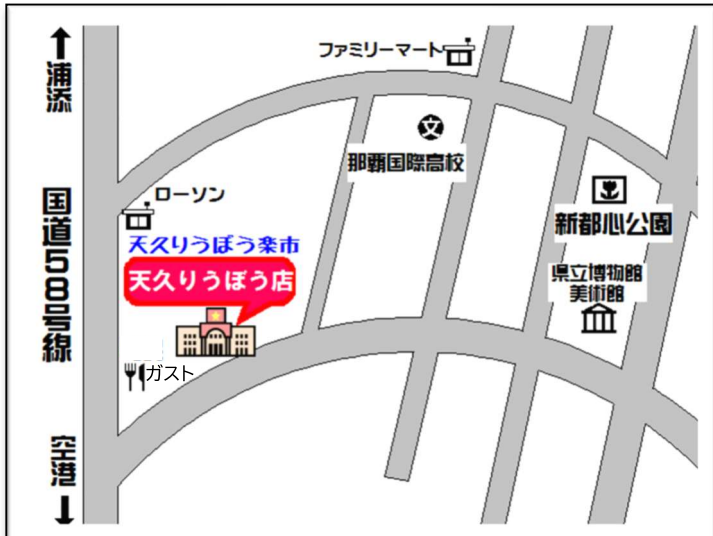 浦添
国道58号線
空港
ファミリーマート
文
那覇国際高校
ローソン
天久りうぼう楽市
天久りうぼう店
ガスト
新都心公園
県立博物館
美術館